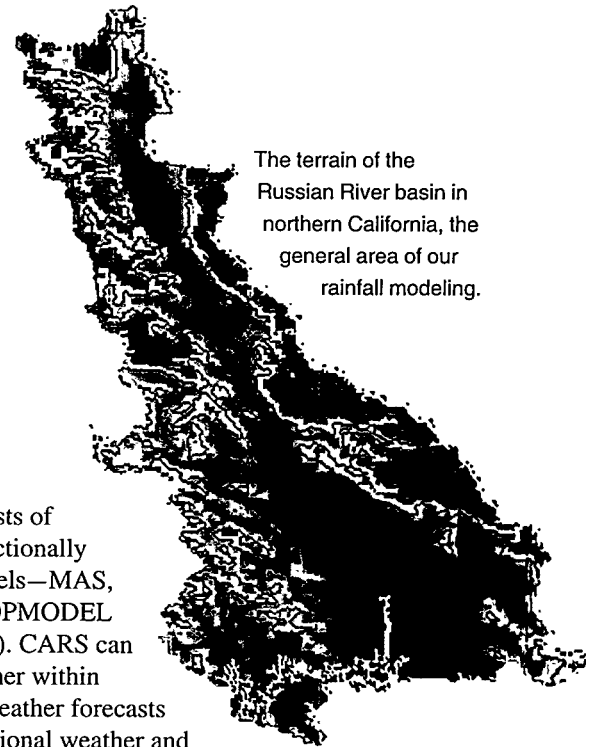 The terrain of the
Russian River basin in
northern California, the
general area of our
rainfall modeling.
sts of
ctionally
els—MAS,
OPMODEL
). CARS can
ner within
eather forecasts
ional weather and